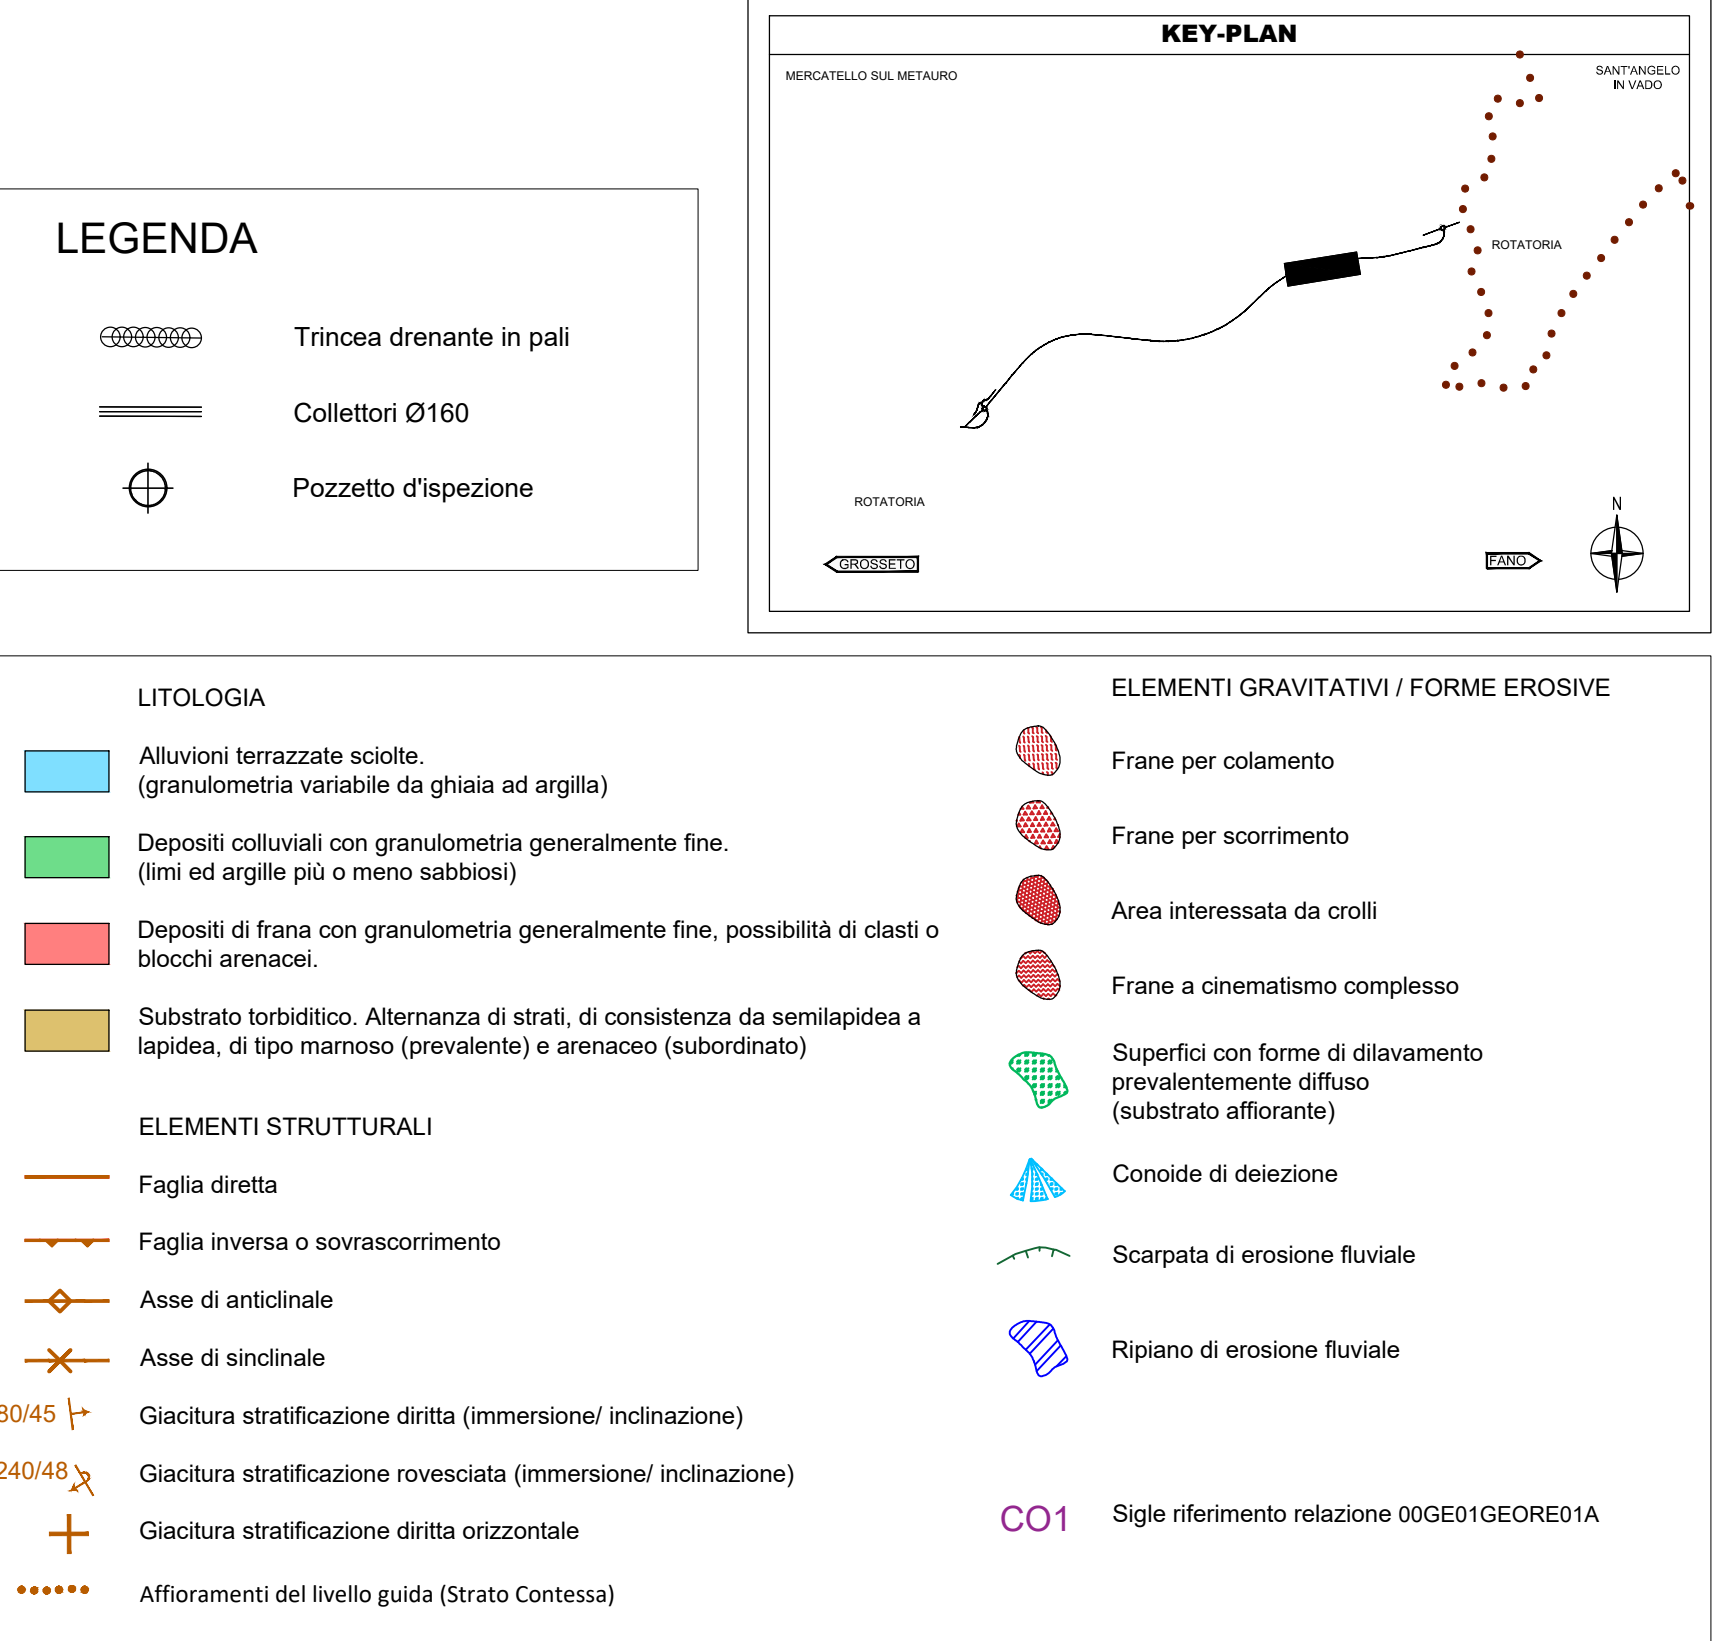 KEY-PLAN
MERCATELLO SUL METAURO
SANT'ANGELO
IN VADO
ROTATORIA
ROTATORIA
GROSSETO
FANO
N
LEGENDA
Trincea drenante in pali
Collettori Ø160
Pozzetto d'ispezione
LITOLOGIA
Alluvioni terrazzate sciolte.
(granulometria variabile da ghiaia ad argilla)
Depositi colluviali con granulometria generalmente fine.
(limi ed argille più o meno sabbiosi)
Depositi di frana con granulometria generalmente fine, possibilità di clasti o
blocchi arenacei.
Substrato torbiditico. Alternanza di strati, di consistenza da semilapidea a
lapidea, di tipo marnoso (prevalente) e arenaceo (subordinato)
ELEMENTI STRUTTURALI
Faglia diretta
Faglia inversa o sovrascorrimento
Asse di anticlinale
Asse di sinclinale
80/45 Giacitura stratificazione diritta (immersione/ inclinazione)
240/48 Giacitura stratificazione rovesciata (immersione/ inclinazione)
Giacitura stratificazione diritta orizzontale
Affioramenti del livello guida (Strato Contessa)
ELEMENTI GRAVITATIVI / FORME EROSIVE
Frane per colamento
Frane per scorrimento
Area interessata da crolli
Frane a cinematismo complesso
Superfici con forme di dilavamento
prevalentemente diffuso
(substrato affiorante)
Conoide di deiezione
Scarpata di erosione fluviale
Ripiano di erosione fluviale
CO1 Sigle riferimento relazione 00GE01GEORE01A